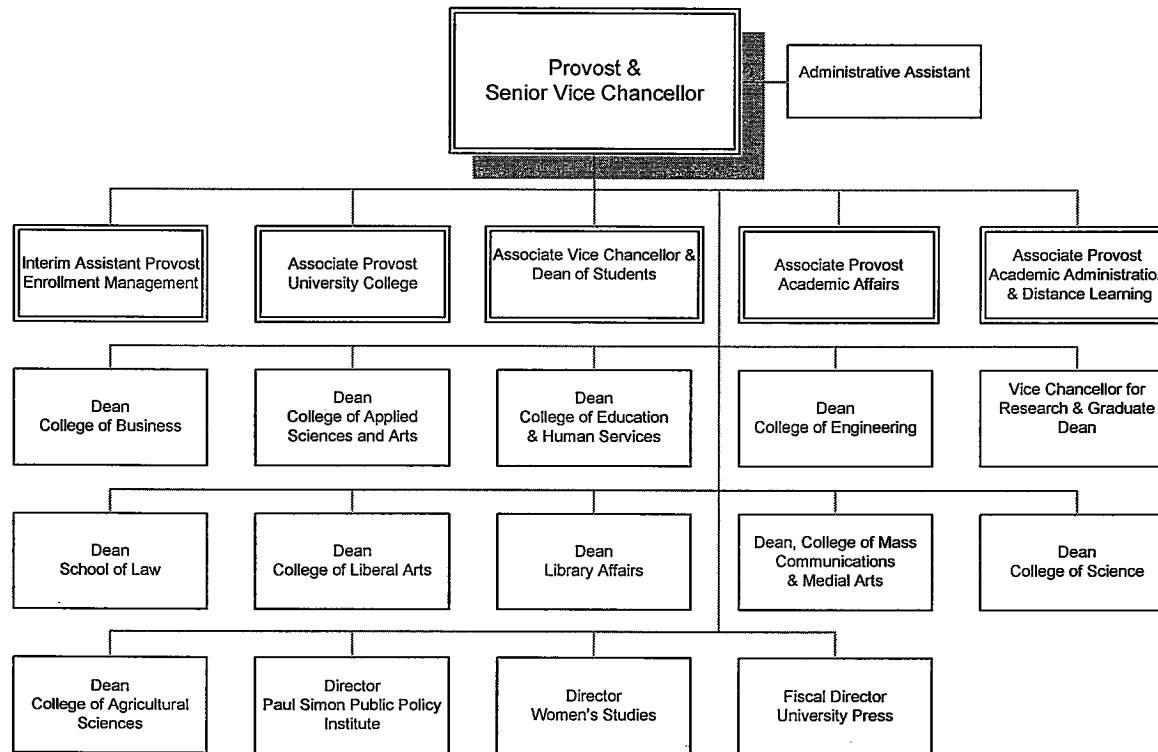 Provost &
Senior Vice Chancellor
Administrative Assistant
Interim Assistant Provost
Enrollment Management
Associate Provost
University College
Associate Vice Chancellor &
Dean of Students
Associate Provost
Academic Affairs
Associate Provost
Academic Administratio
& Distance Learning
Dean
College of Business
Dean
College of Applied
Sciences and Arts
Dean
College of Education
& Human Services
Dean
College of Engineering
Vice Chancellor for
Research & Graduate
Dean
Dean
School of Law
Dean
College of Liberal Arts
Dean
Library Affairs
Dean, College of Mass
Communications
& Medial Arts
Dean
College of Science
Dean
College of Agricultural
Sciences
Director
Paul Simon Public Policy
Institute
Director
Women's Studies
Fiscal Director
University Press